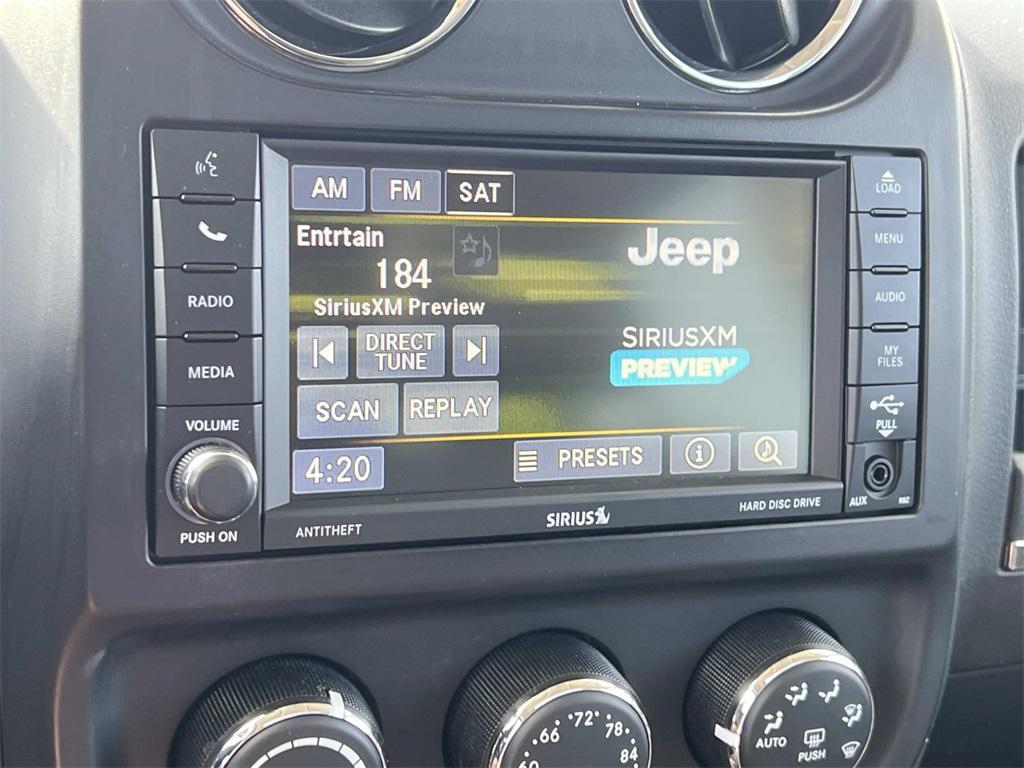 AM FM SAT
Entrtain
184
SiriusXM Preview
DIRECT
TUNE
SCAN REPLAY
4:20
PRESETS
Jeep
SIRIUSXM
PREVIEW
RADIO
MEDIA
VOLUME
PUSH ON
LOAD
MENU
AUDIO
MY
FILES
PULL
AUX
RBZ
ANTITHEFT
SIRIUS
HARD DISC DRIVE
60 66 72° 78 84
AUTO
PUSH